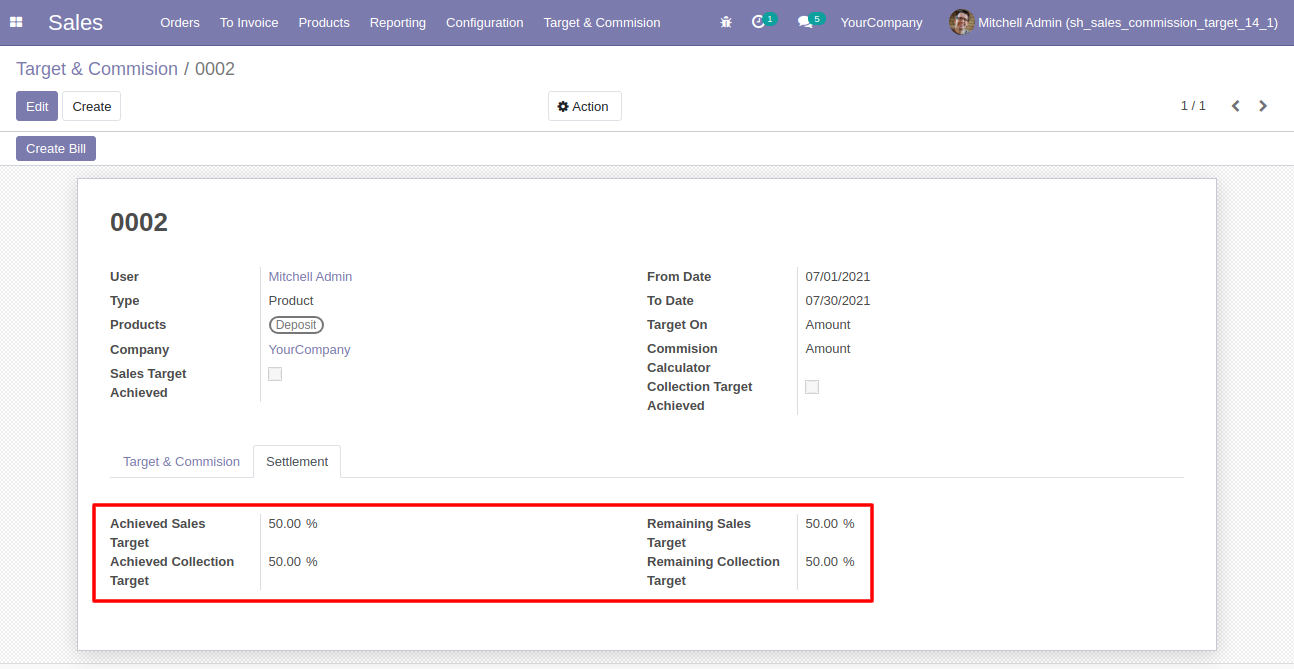 Sales Orders To Invoice Products Reporting Configuration Target & Commision 1 5 YourCompany Mitchell Admin (sh_sales_commission_target_14_1)
Target & Commision / 0002
Edit Create Action 1 / 1
Create Bill
0002
User Mitchell Admin
Type Product
Products Deposit
Company YourCompany
Sales Target
Achieved
From Date 07/01/2021
To Date 07/30/2021
Target On Amount
Commision Amount
Calculator
Collection Target
Achieved
Target & Commision Settlement
Achieved Sales 50.00 %
Target
Achieved Collection 50.00 %
Target
Remaining Sales 50.00 %
Target
Remaining Collection 50.00 %
Target